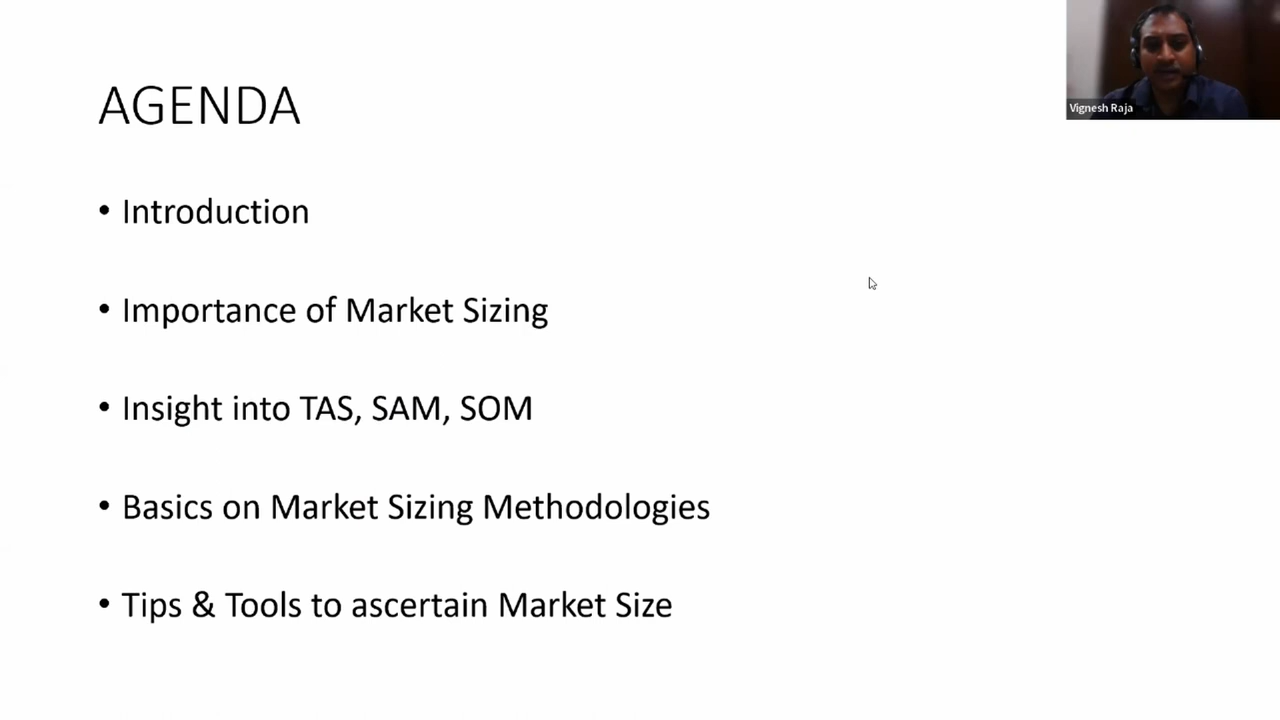 AGENDA
Vignesh Raja
• Introduction
• Importance of Market Sizing
• Insight into TAS, SAM, SOM
• Basics on Market Sizing Methodologies
• Tips & Tools to ascertain Market Size